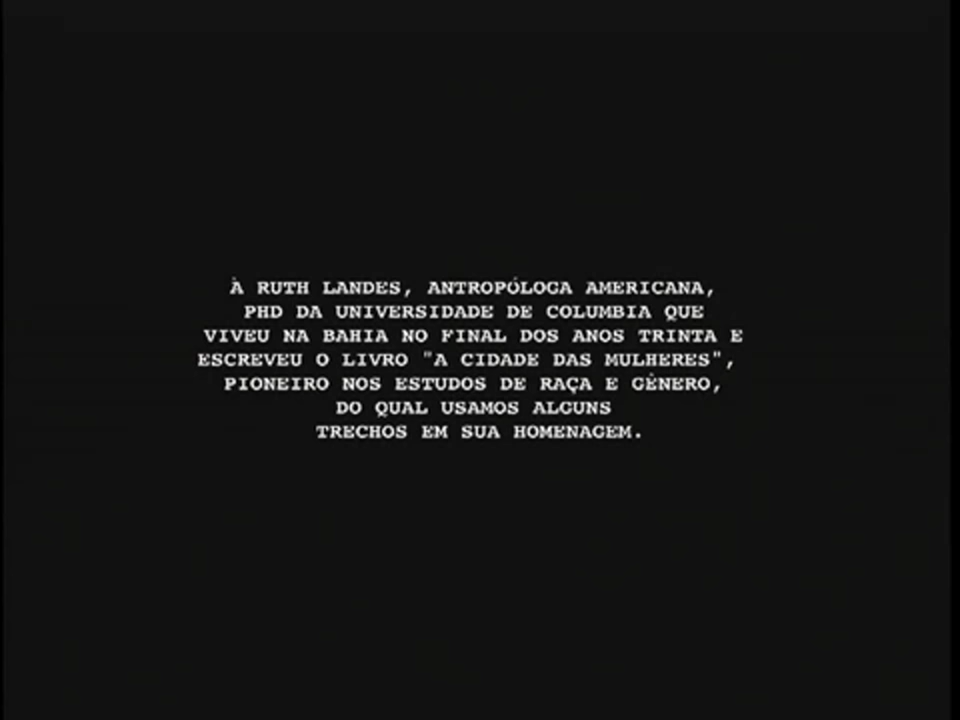 À RUTH LANDES, ANTROPÓLOGA AMERICANA,
PHD DA UNIVERSIDADE DE COLUMBIA QUE
VIVEU NA BAHIA NO FINAL DOS ANOS TRINTA E
ESCREVEU O LIVRO "A CIDADE DAS MULHERES",
PIONEIRO NOS ESTUDOS DE RAÇA E GÊNERO,
DO QUAL USAMOS ALGUNS
TRECHOS EM SUA HOMENAGEM.